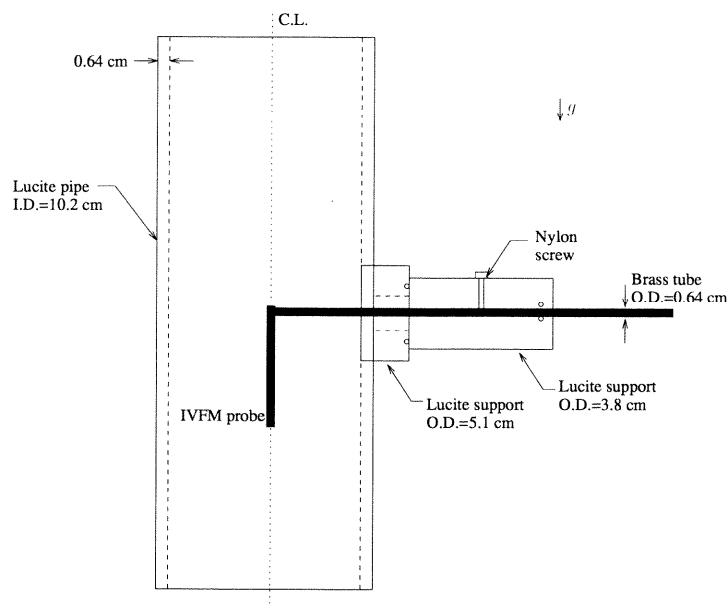 C.L.
0.64 cm
g
Lucite pipe
I.D.=10.2 cm
Nylon
screw
Brass tube
O.D.=0.64 cm
IVFM probe
Lucite support
O.D.=5.1 cm
Lucite support
O.D.=3.8 cm